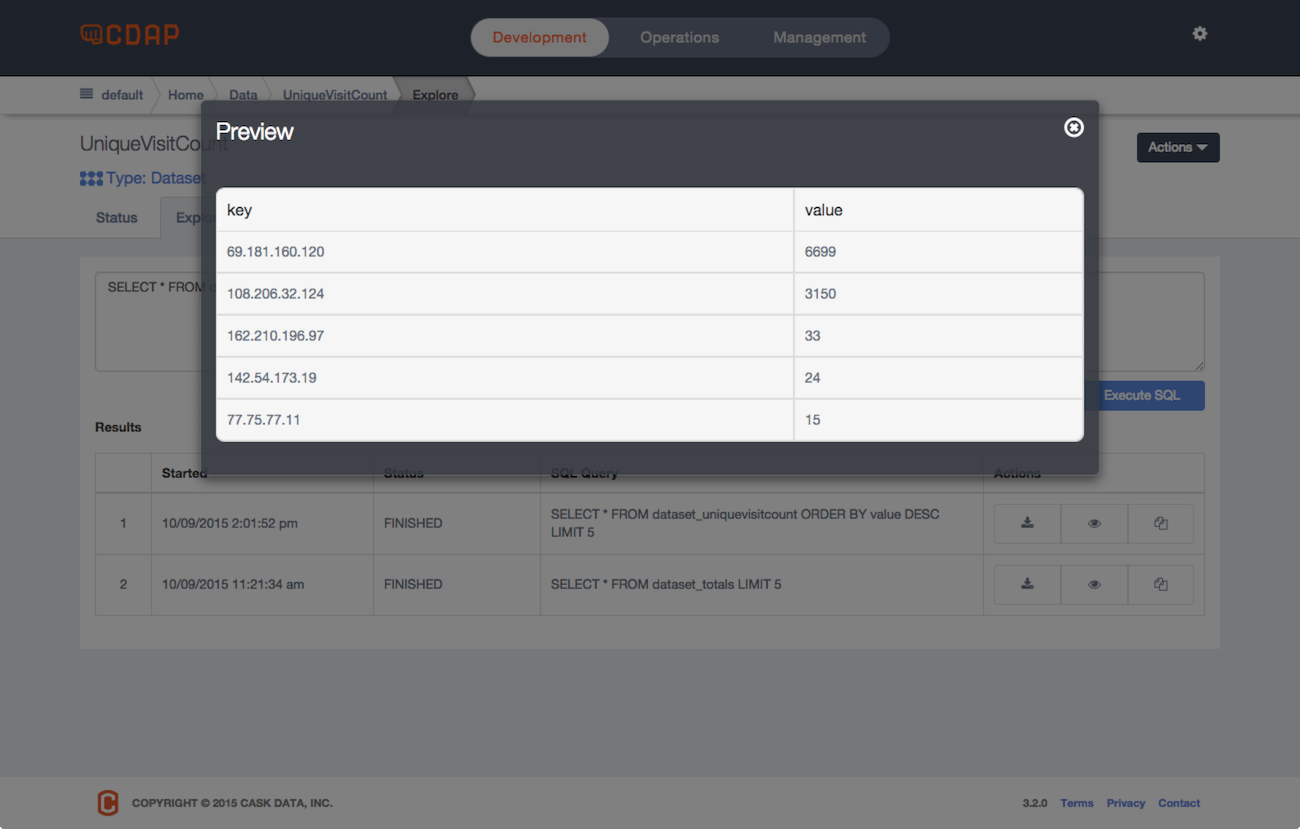 CDAP
Development Operations Management
default Home Data UniqueVisitCount Explore
Preview
UniqueVisitCount
Actions
Type: Dataset
Status
key value
69.181.160.120 6699
108.206.32.124 3150
162.210.196.97 33
142.54.173.19 24
77.75.77.11 15
SELECT * FROM
Execute SQL
Results
Started Status SQL Query Actions
1 10/09/2015 2:01:52 pm FINISHED SELECT * FROM dataset_uniquevisitcount ORDER BY value DESC
LIMIT 5
2 10/09/2015 11:21:34 am FINISHED SELECT * FROM dataset_totals LIMIT 5
COPYRIGHT © 2015 CASK DATA, INC. 3.2.0 Terms Privacy Contact